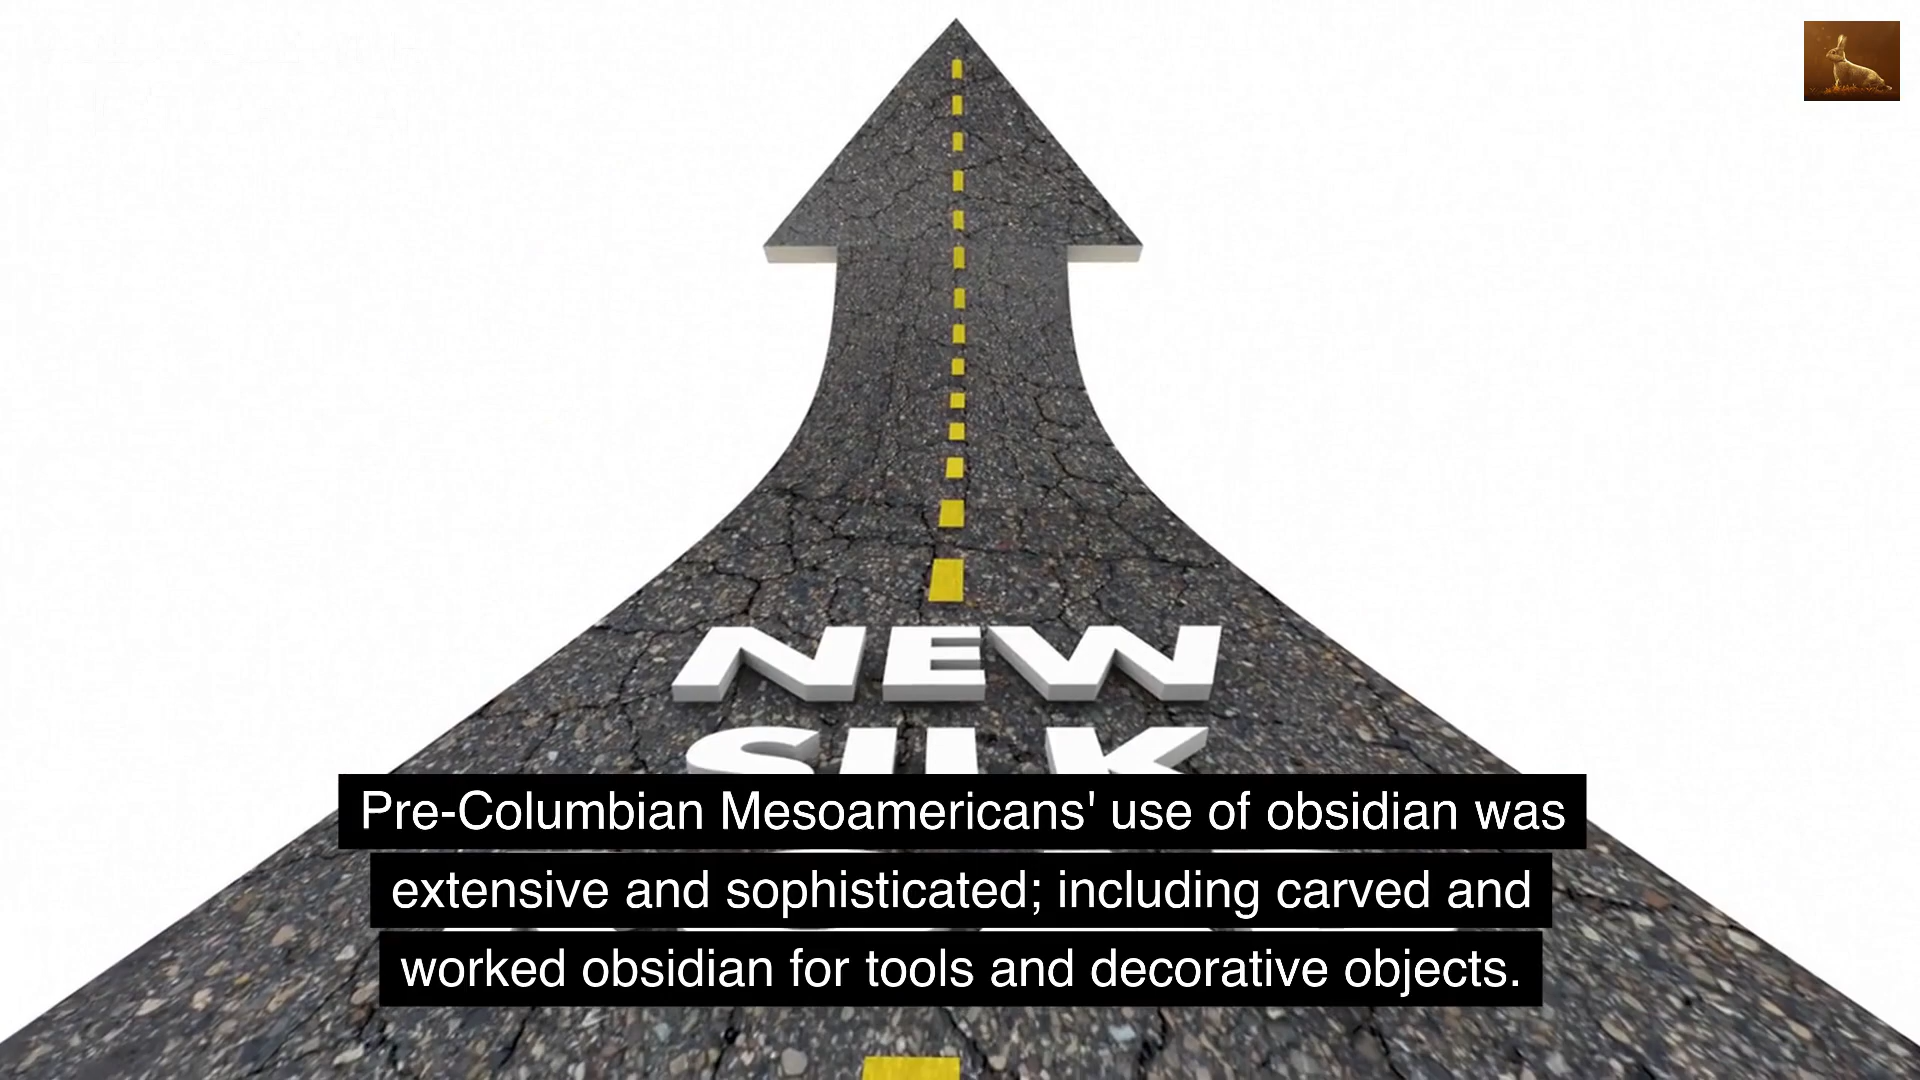 NEW
SILK
Pre-Columbian Mesoamericans' use of obsidian was
extensive and sophisticated; including carved and
worked obsidian for tools and decorative objects.